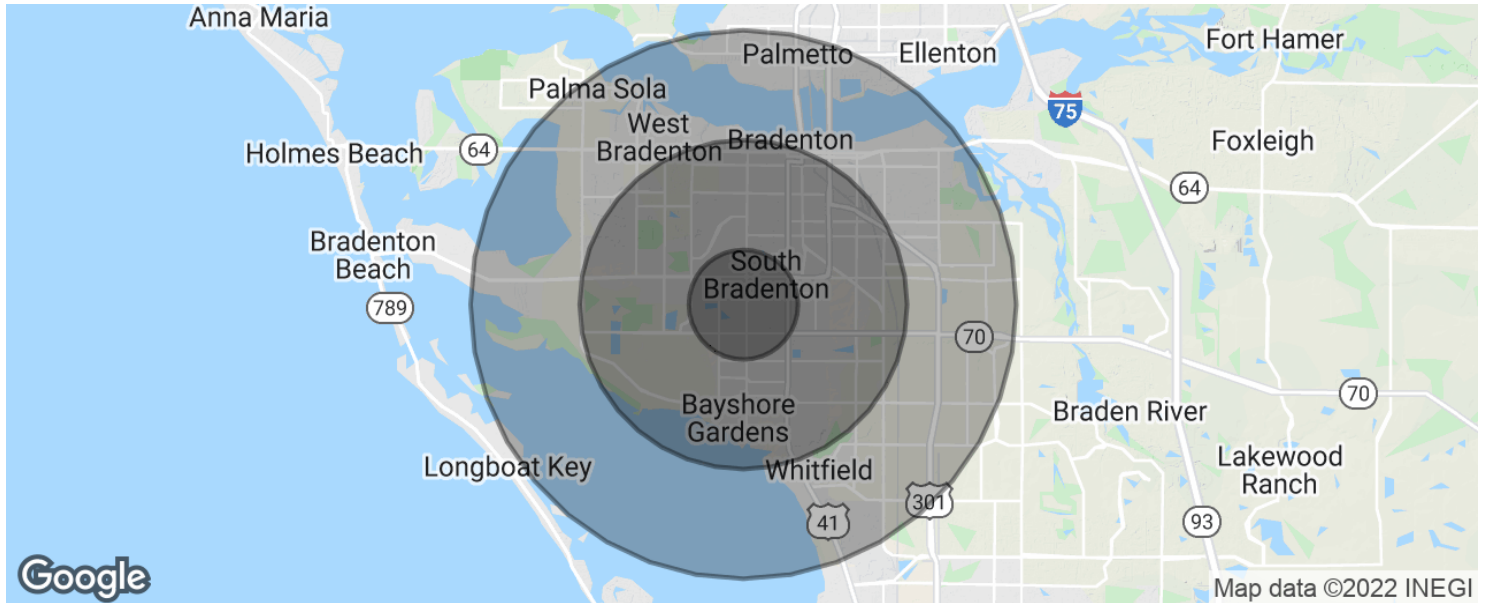 Anna Maria
Palmetto
Ellenton
Fort Hamer
Palma Sola
75
West
Bradenton
Bradenton
Foxleigh
Holmes Beach
64
64
Bradenton
Beach
South
Bradenton
789
70
70
Bayshore
Gardens
Braden River
Longboat Key
Whitfield
Lakewood
Ranch
301
41
93
Google
Map data ©2022 INEGI